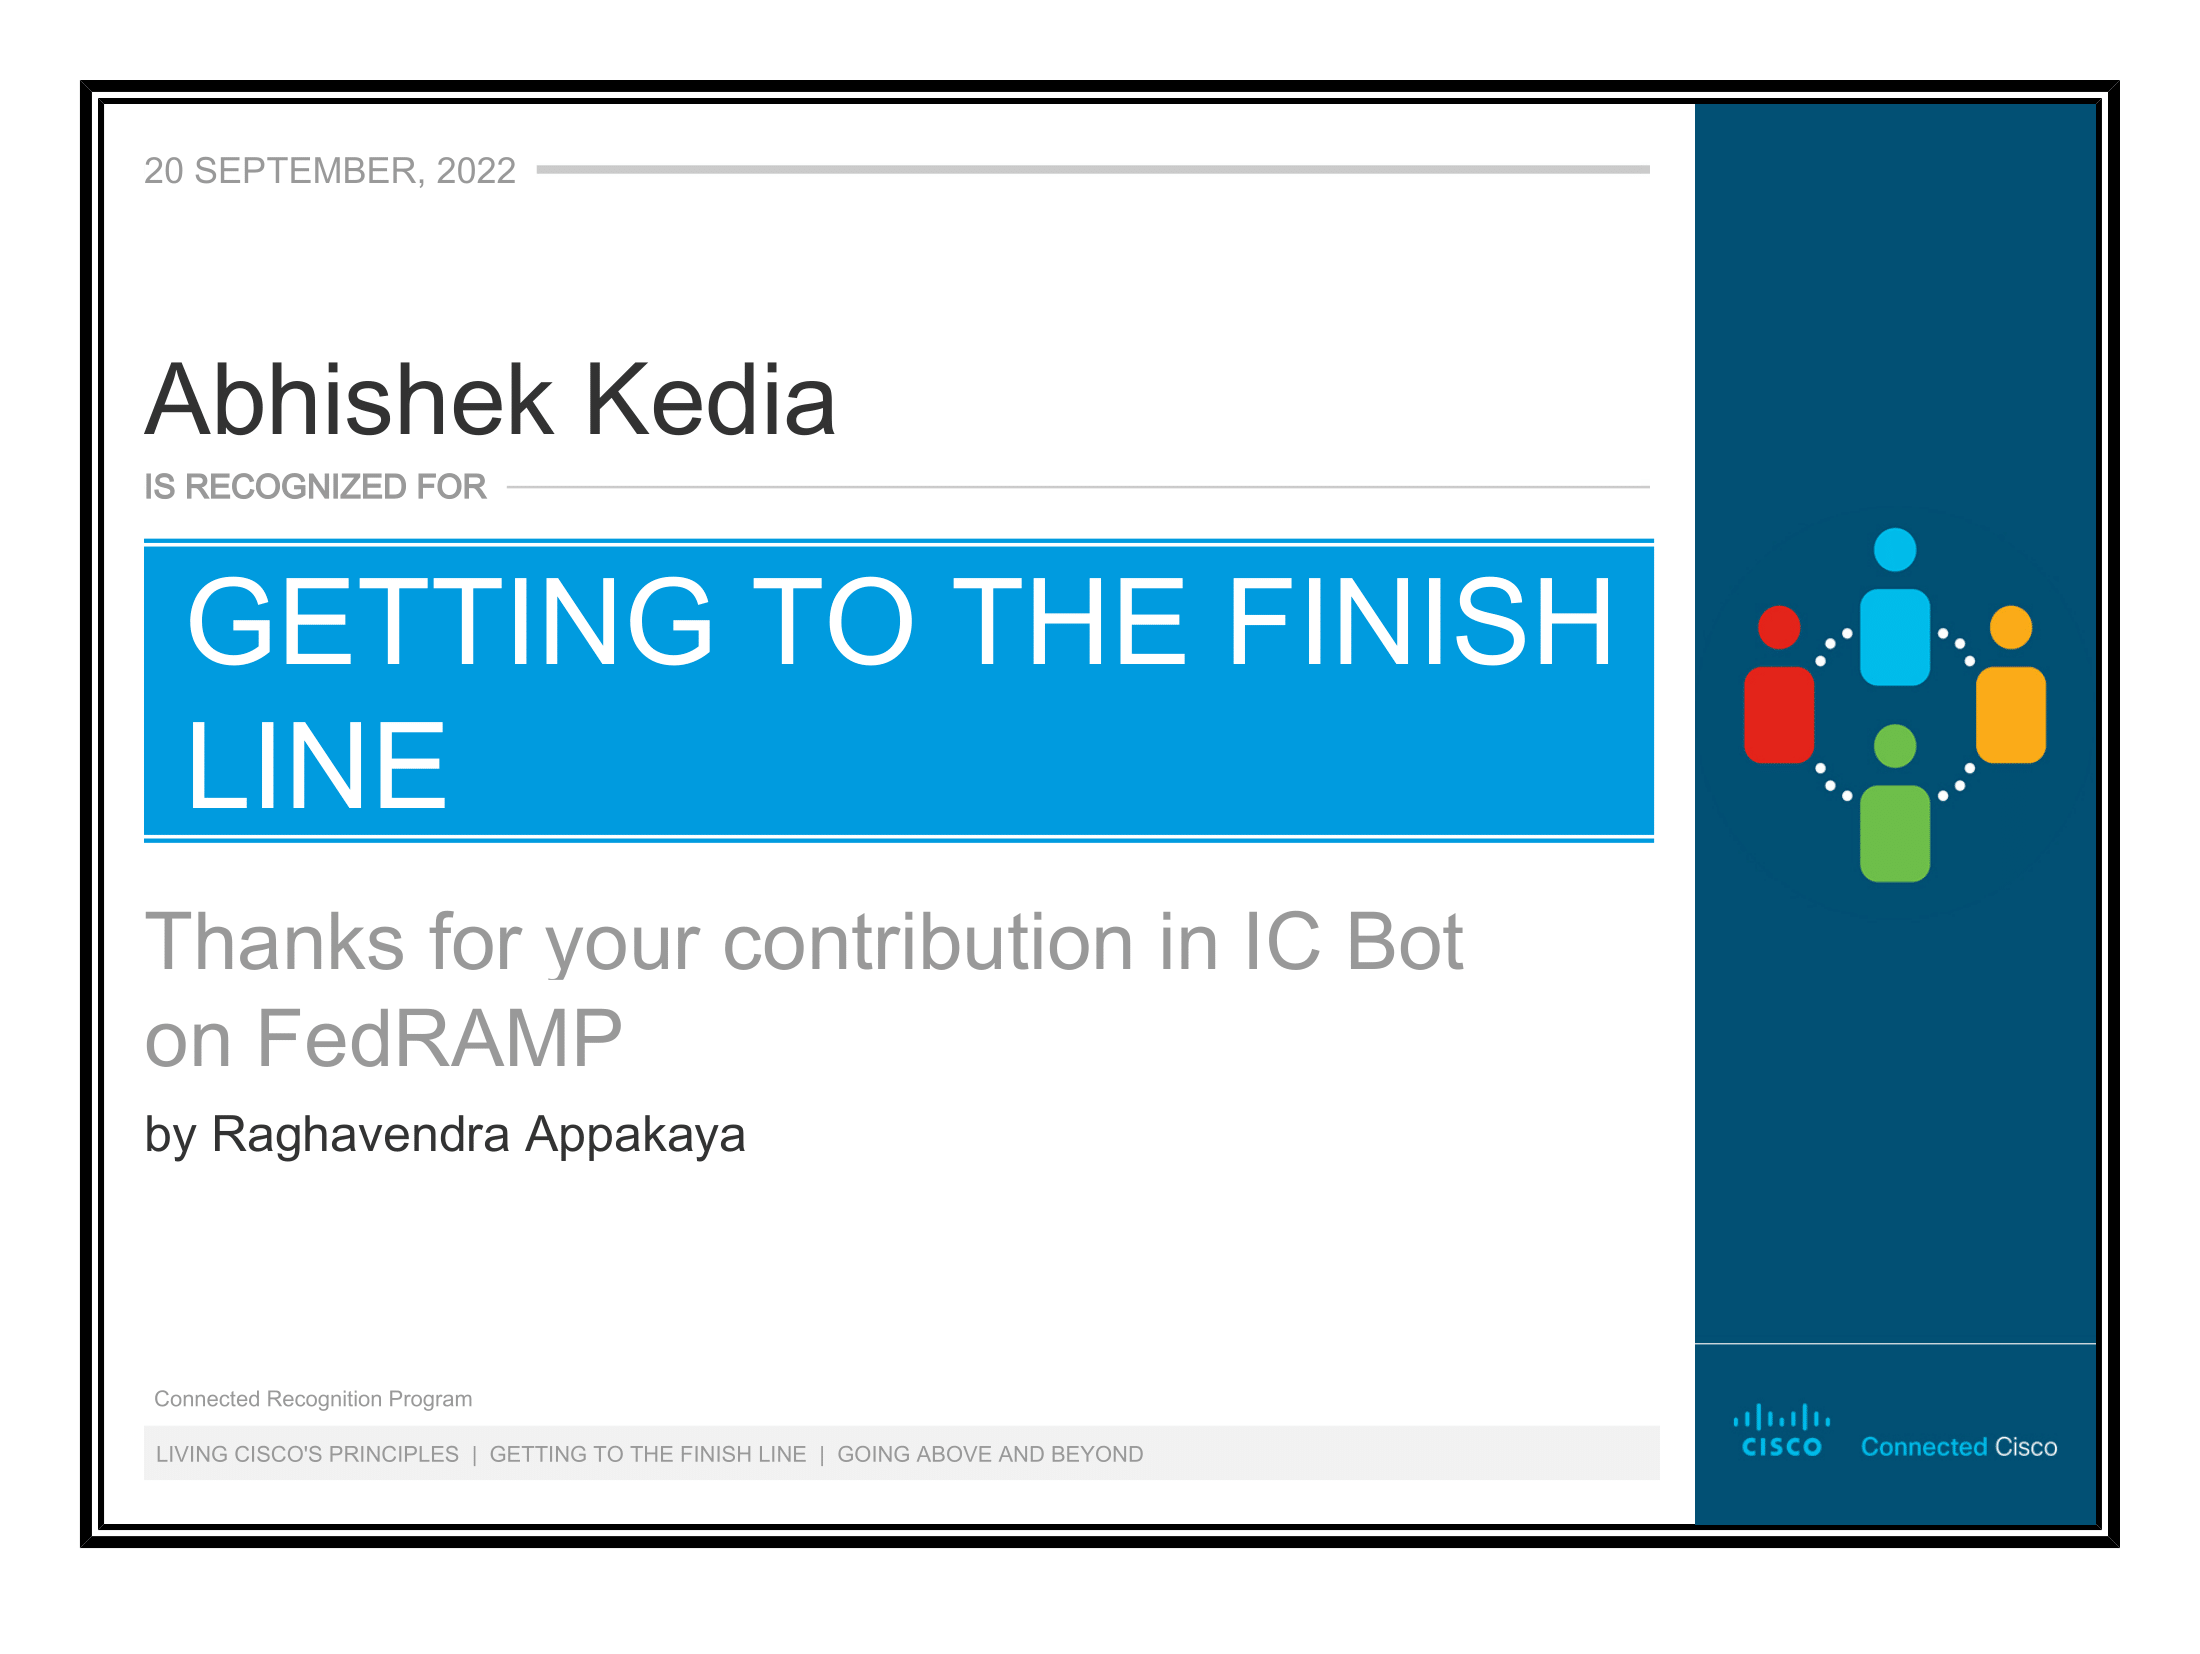 20 SEPTEMBER, 2022
Abhishek Kedia
IS RECOGNIZED FOR
GETTING TO THE FINISH
LINE
Thanks for your contribution in IC Bot
on FedRAMP
by Raghavendra Appakaya
Connected Recognition Program
LIVING CISCO'S PRINCIPLES | GETTING TO THE FINISH LINE | GOING ABOVE AND BEYOND
CISCO Connected Cisco